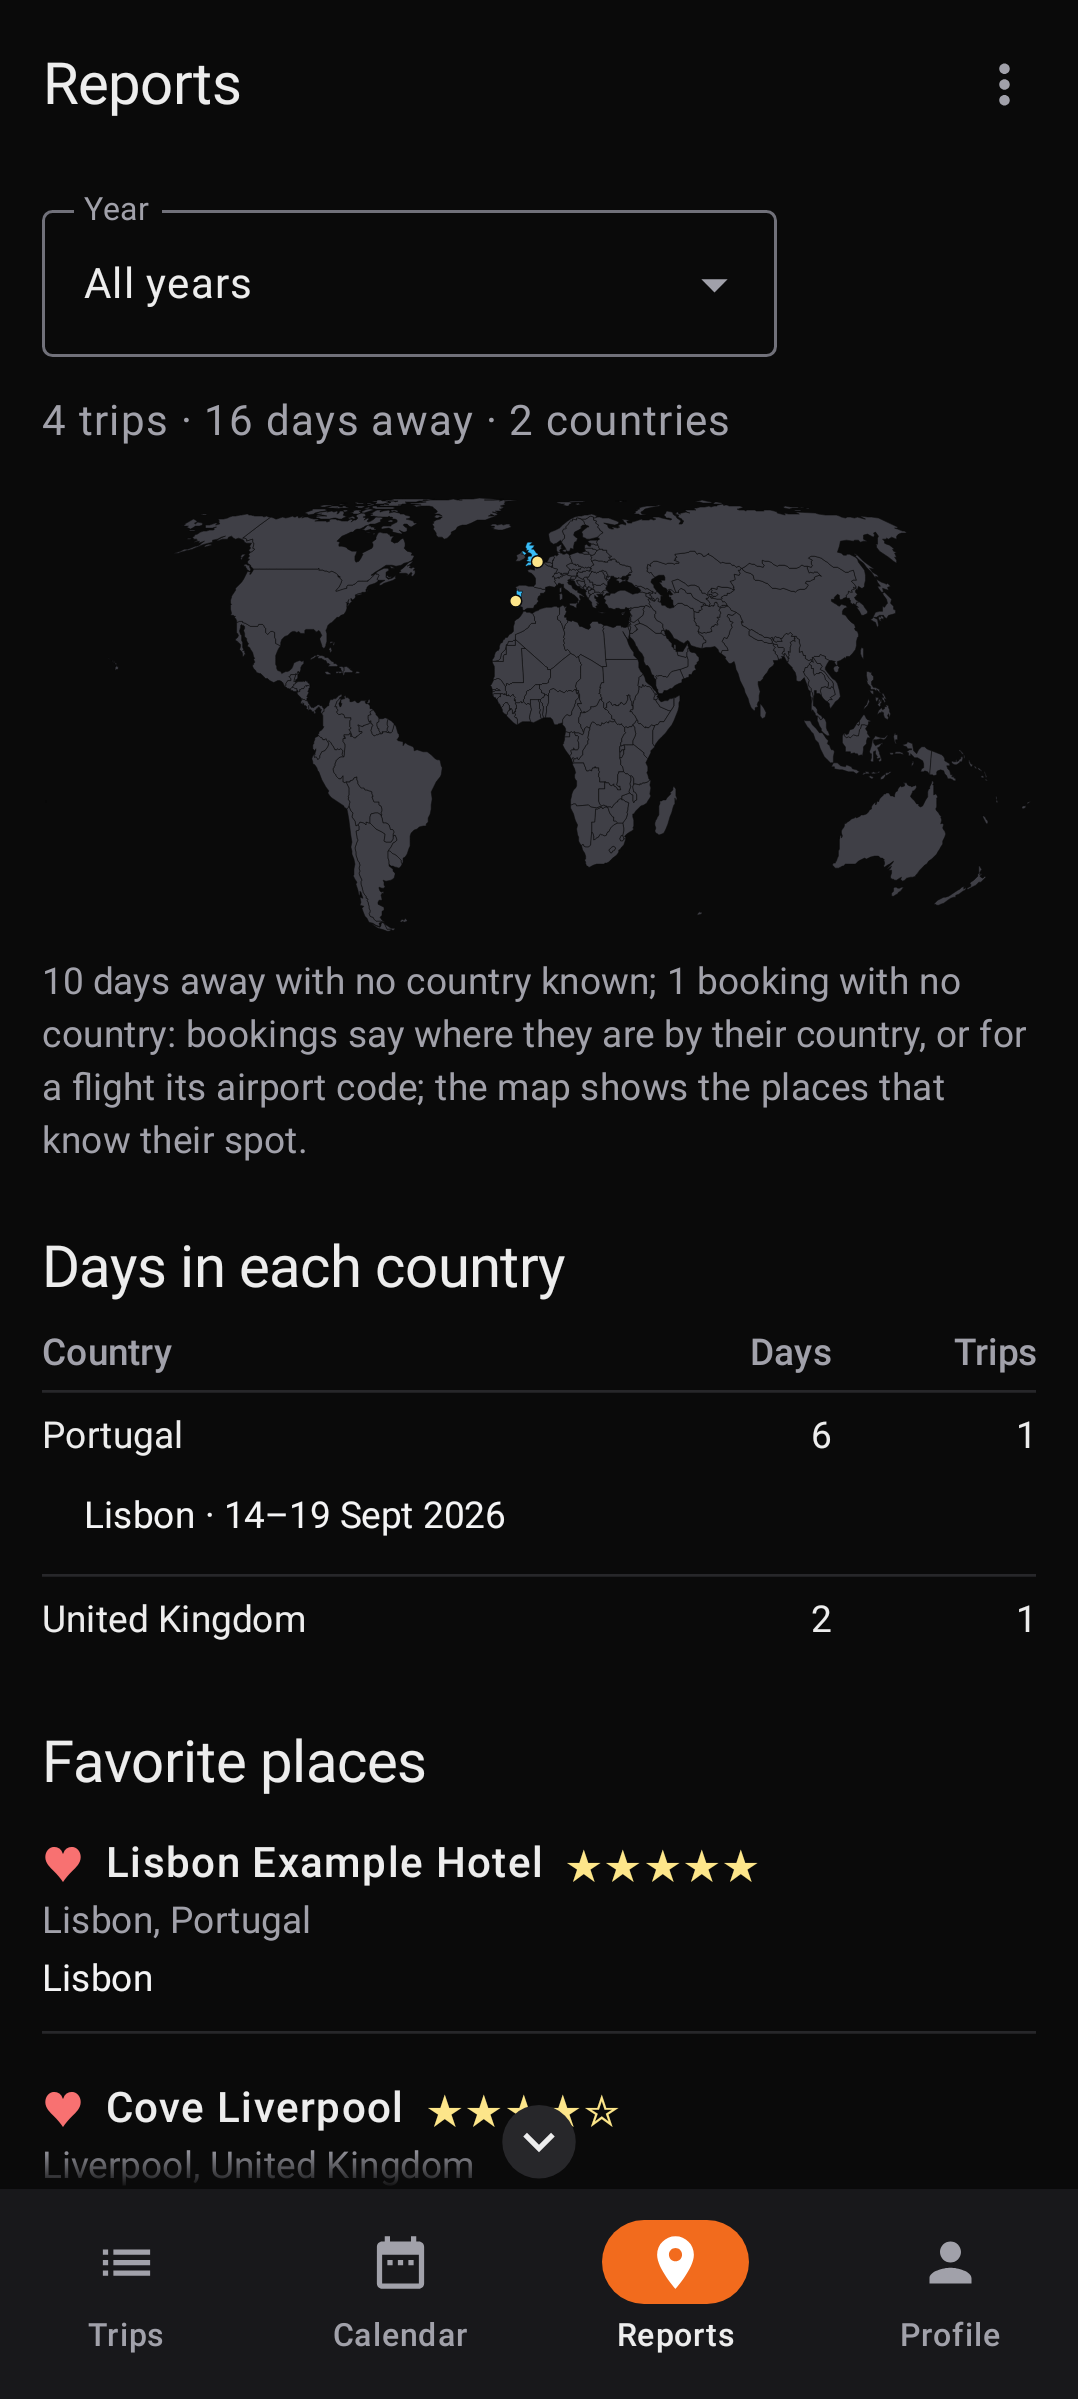 Reports
Year
All years
4 trips · 16 days away · 2 countries
10 days away with no country known; 1 booking with no
country: bookings say where they are by their country, or for
a flight its airport code; the map shows the places that
know their spot.
Days in each country
Country Days Trips
Portugal 6 1
Lisbon · 14–19 Sept 2026
United Kingdom 2 1
Favorite places
Lisbon Example Hotel ★★★★★
Lisbon, Portugal
Lisbon
Cove Liverpool ★★★★☆
Liverpool, United Kingdom
Trips Calendar Reports Profile